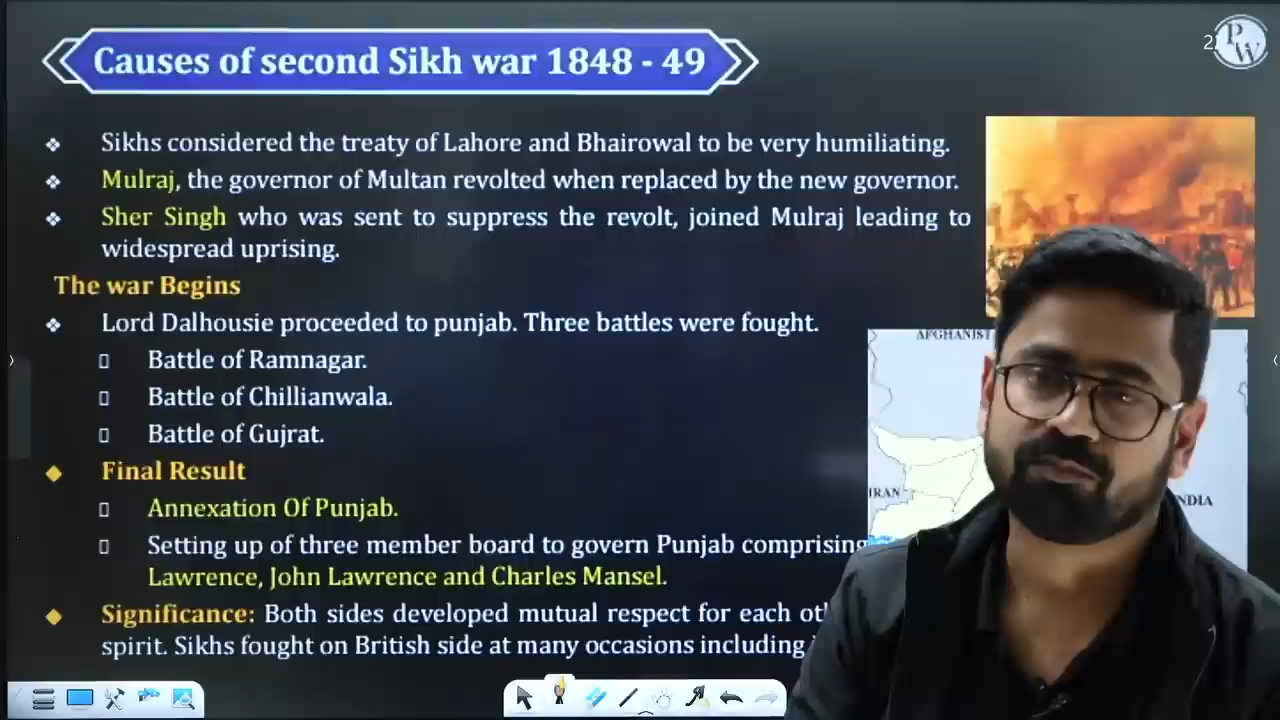 Causes of second Sikh war 1848 - 49
2
PW
Sikhs considered the treaty of Lahore and Bhairowal to be very humiliating.
Mulraj, the governor of Multan revolted when replaced by the new governor.
Sher Singh who was sent to suppress the revolt, joined Mulraj leading to
widespread uprising.
The war Begins
Lord Dalhousie proceeded to punjab. Three battles were fought.
Battle of Ramnagar.
Battle of Chillianwala.
Battle of Gujrat.
Final Result
Annexation Of Punjab.
Setting up of three member board to govern Punjab comprising
Lawrence, John Lawrence and Charles Mansel.
Significance: Both sides developed mutual respect for each
spirit. Sikhs fought on British side at many occasions including
IRAN